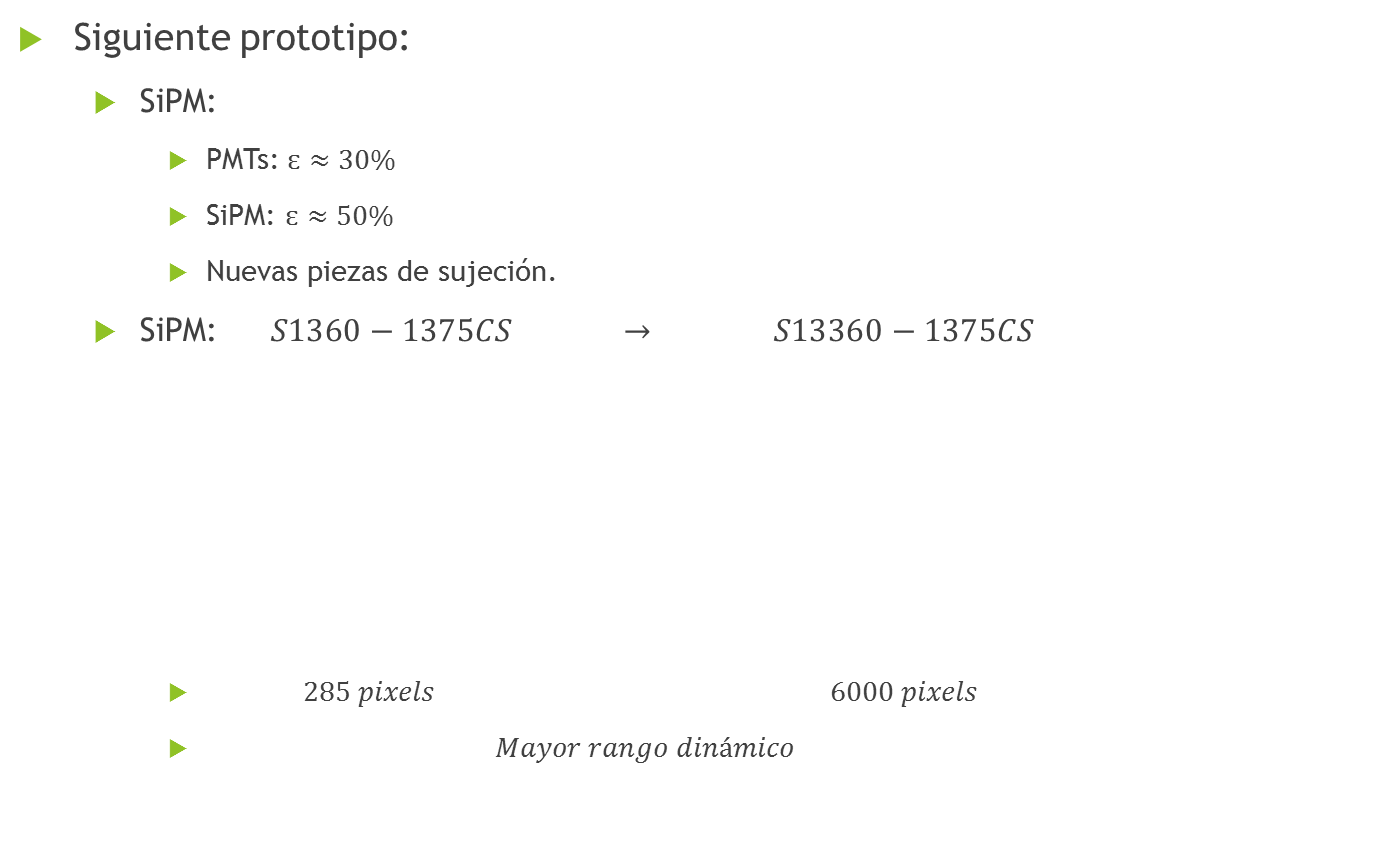 Siguiente prototipo:
SiPM:
PMTs: ε ≈ 30%
SiPM: ε ≈ 50%
Nuevas piezas de sujeción.
SiPM: S1360 − 1375CS → S13360 − 1375CS
285 pixels 6000 pixels
Mayor rango dinámico